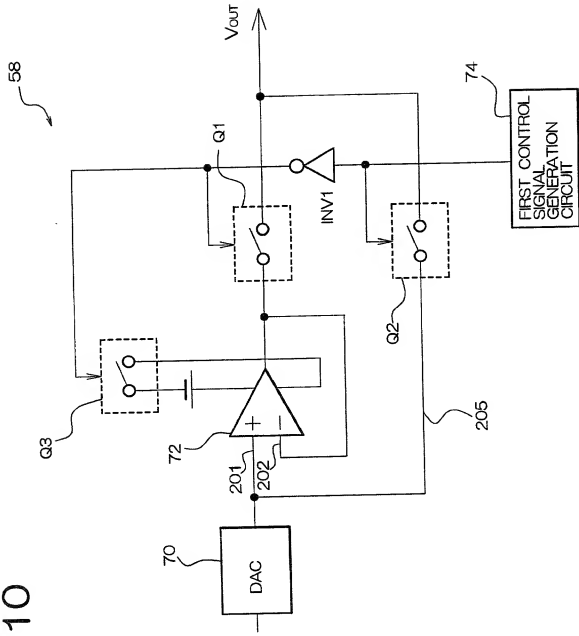 10
58
70
DAC
72
201
202
+
−
Q3
Q1
VOUT
INV1
Q2
205
74
FIRST CONTROL
SIGNAL
GENERATION
CIRCUIT